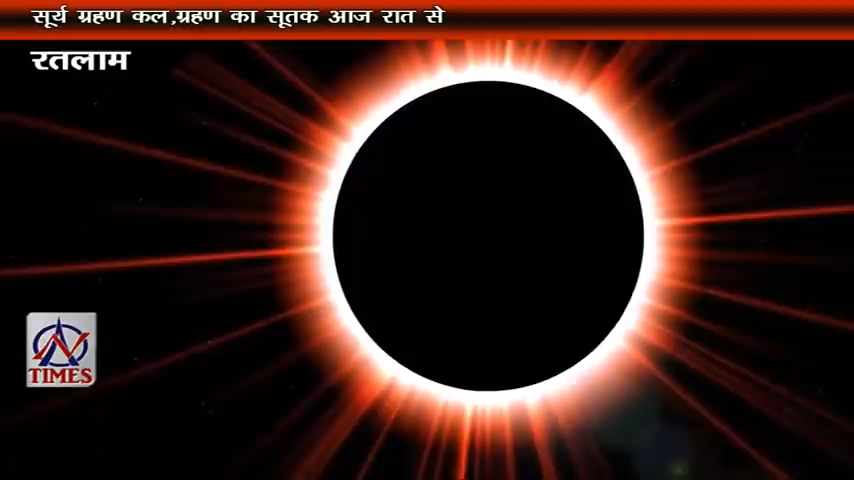 सूर्य ग्रहण कल,ग्रहण का सूतक आज रात से
रतलाम
TIMES